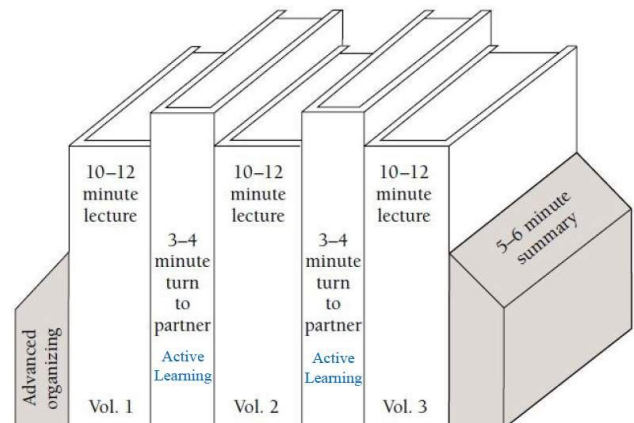 Advanced
organizing
10–12
minute
lecture
Vol. 1
3–4
minute
turn
to
partner
Active
Learning
10–12
minute
lecture
Vol. 2
3–4
minute
turn
to
partner
Active
Learning
10–12
minute
lecture
Vol. 3
5–6 minute
summary